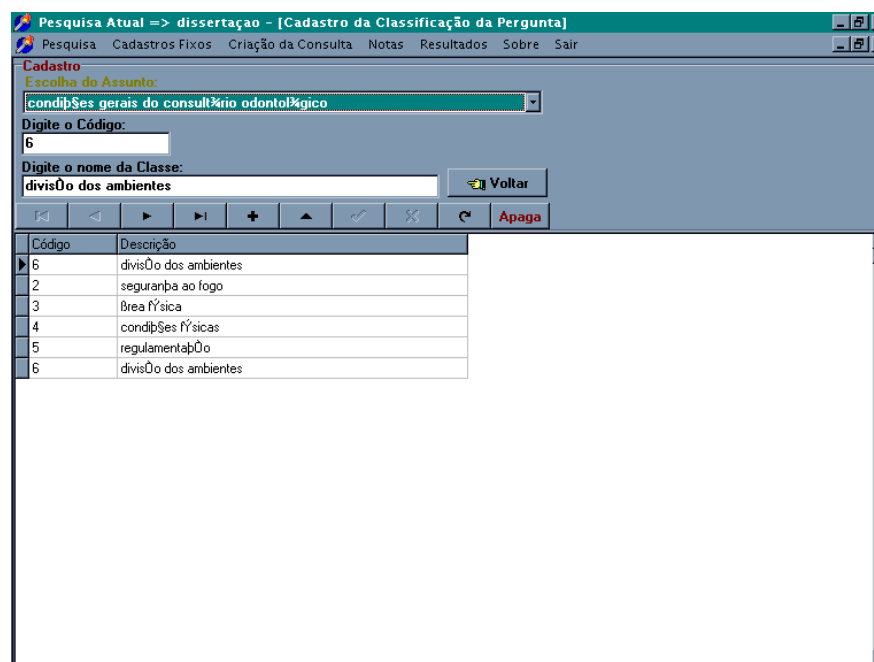 Pesquisa Atual => dissertaçao - [Cadastro da Classificação da Pergunta]
Pesquisa Cadastros Fixos Criação da Consulta Notas Resultados Sobre Sair
Cadastro
Escolha do Assunto:
condiþ§es gerais do consult¾rio odontol¾gico
Digite o Código:
6
Digite o nome da Classe:
divisÒo dos ambientes
Voltar
Apaga
Código Descrição
6 divisÒo dos ambientes
2 seguranþa ao fogo
3 ßrea fÝsica
4 condiþ§es fÝsicas
5 regulamentaþÒo
6 divisÒo dos ambientes